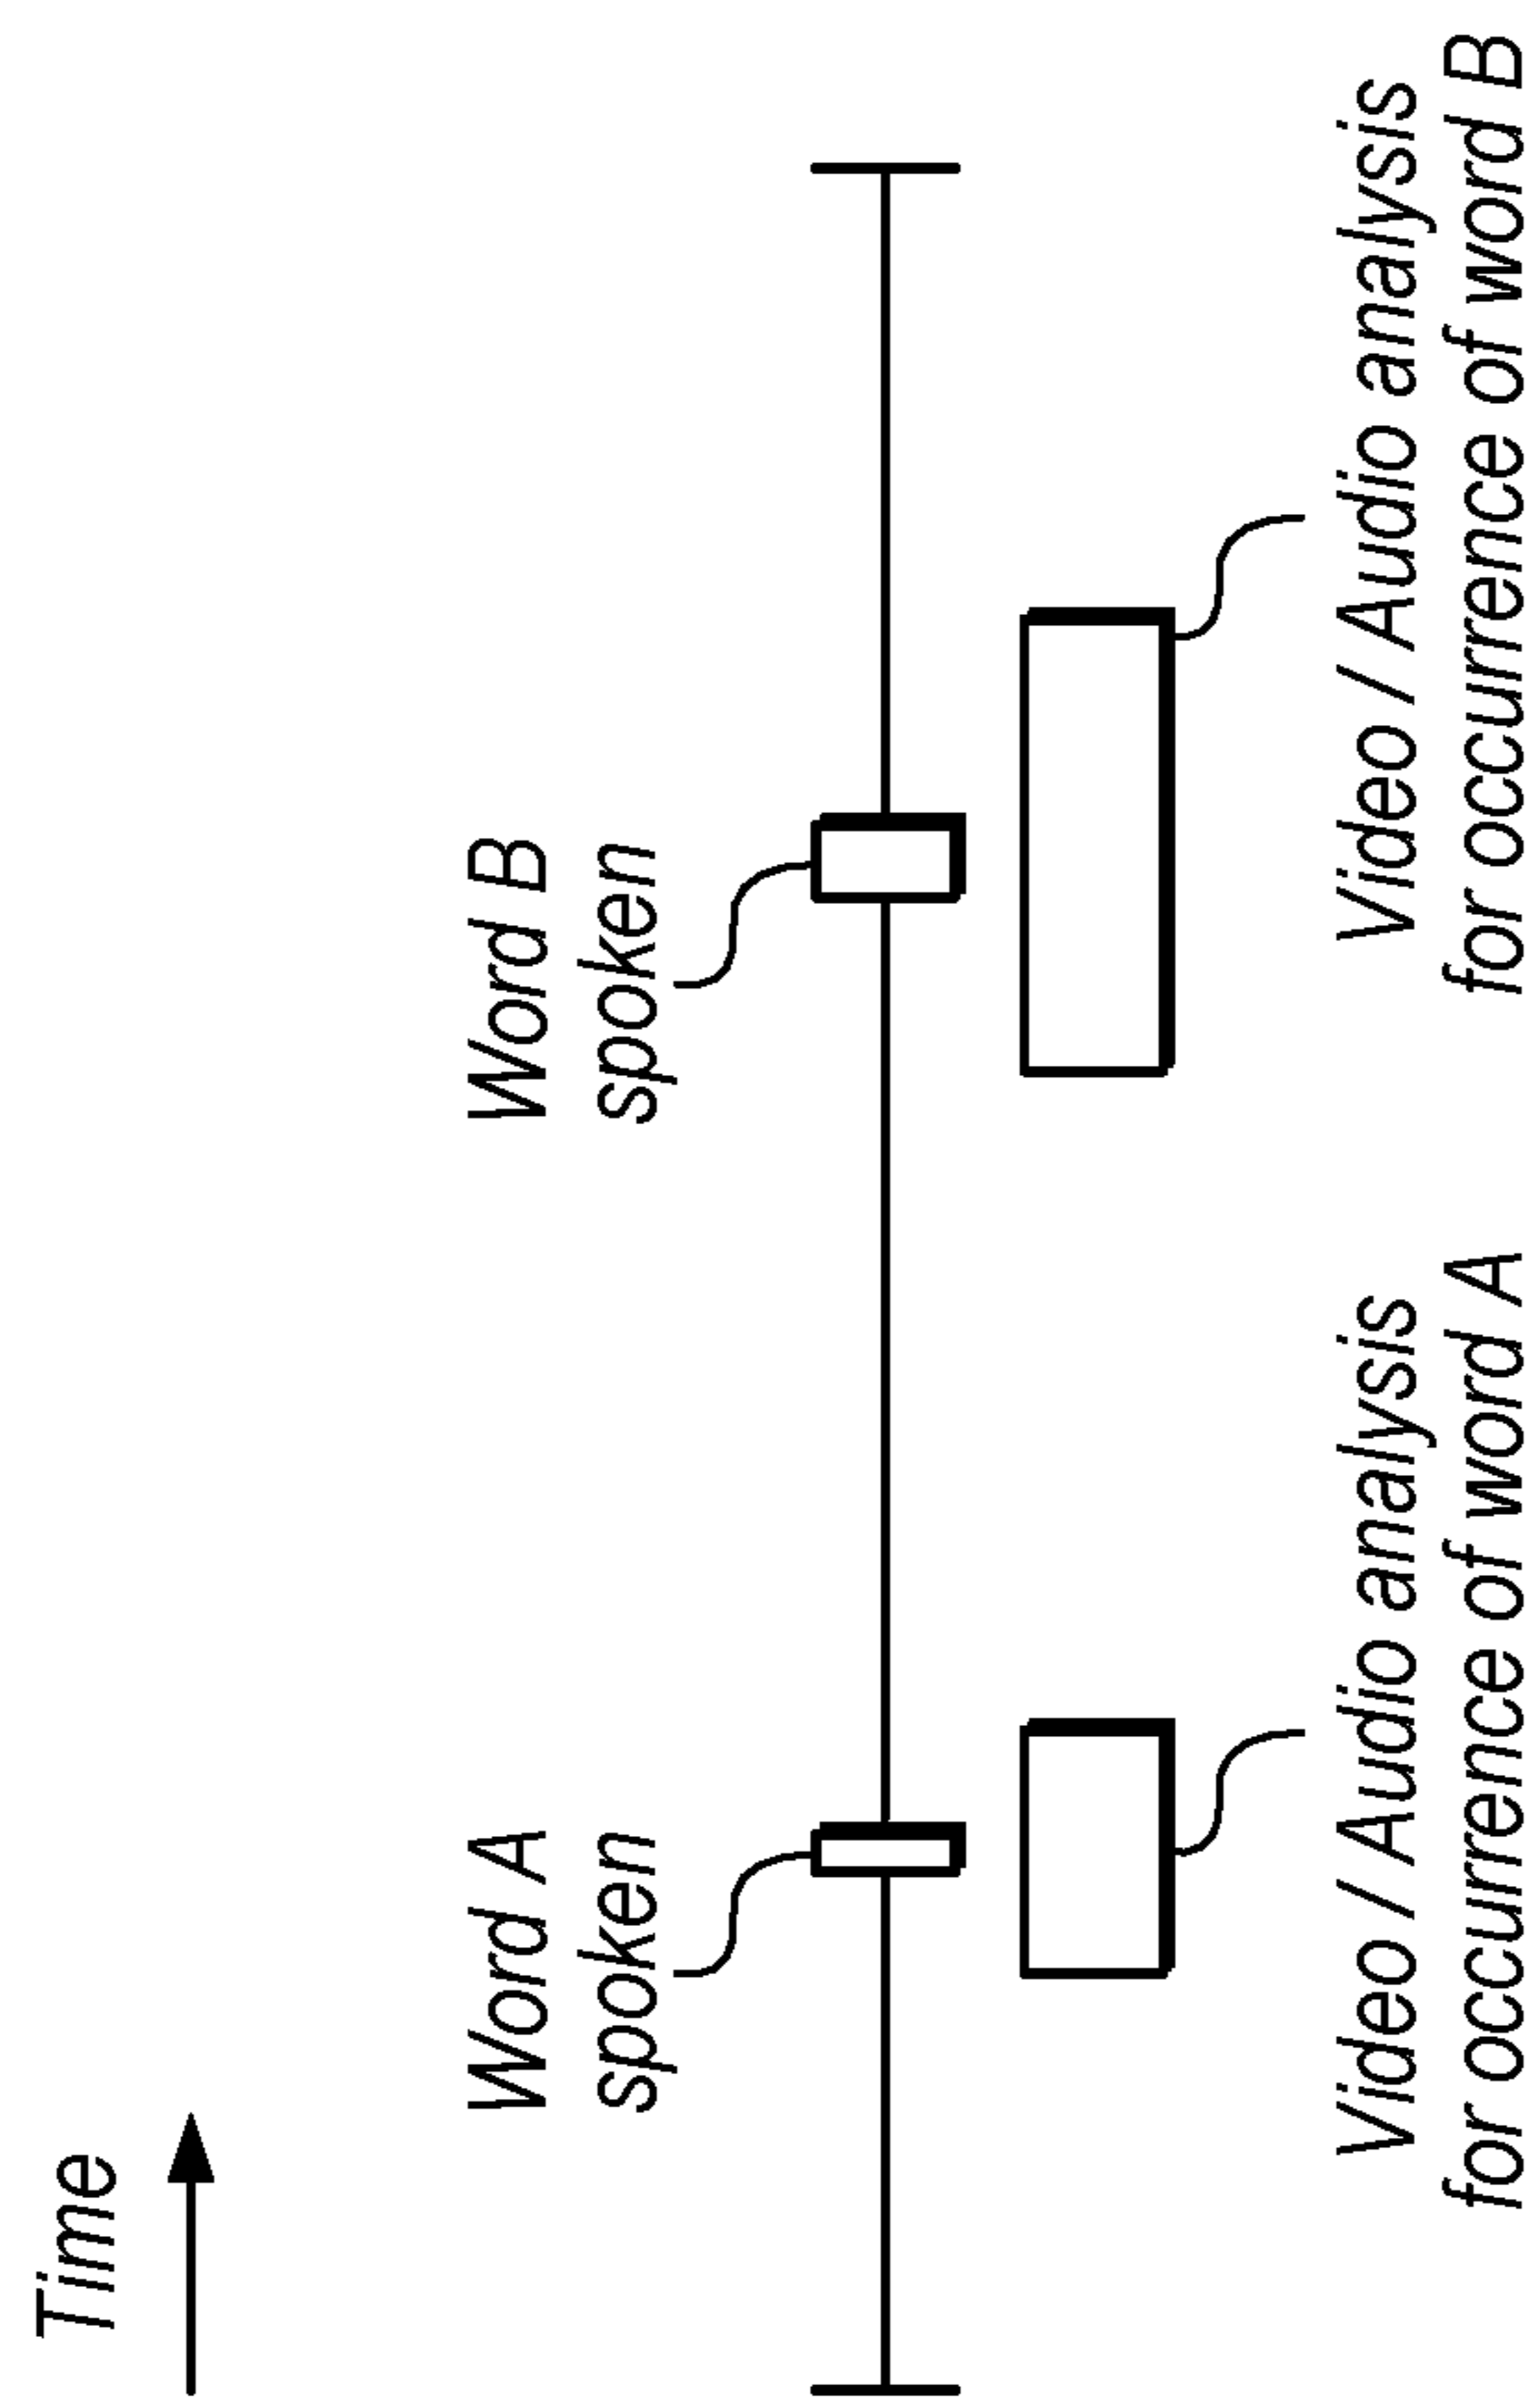 Time
Word A
spoken
Word B
spoken
Video / Audio analysis
for occurrence of word A
Video / Audio analysis
for occurrence of word B